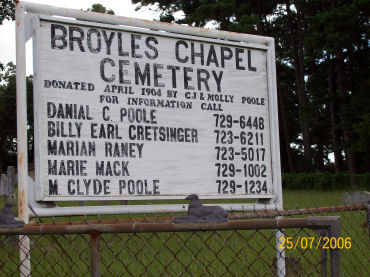 BROYLES CHAPEL
CEMETERY
DONATED APRIL 1904 BY C.J & MOLLY POOLE
FOR INFORMATION CALL
DANIAL C. POOLE 729-6448
BILLY EARL CRETSINGER 723-6211
MARIAN RANEY 723-5017
MARIE MACK 729-1002
M. CLYDE POOLE 729-1234
25/07/2006